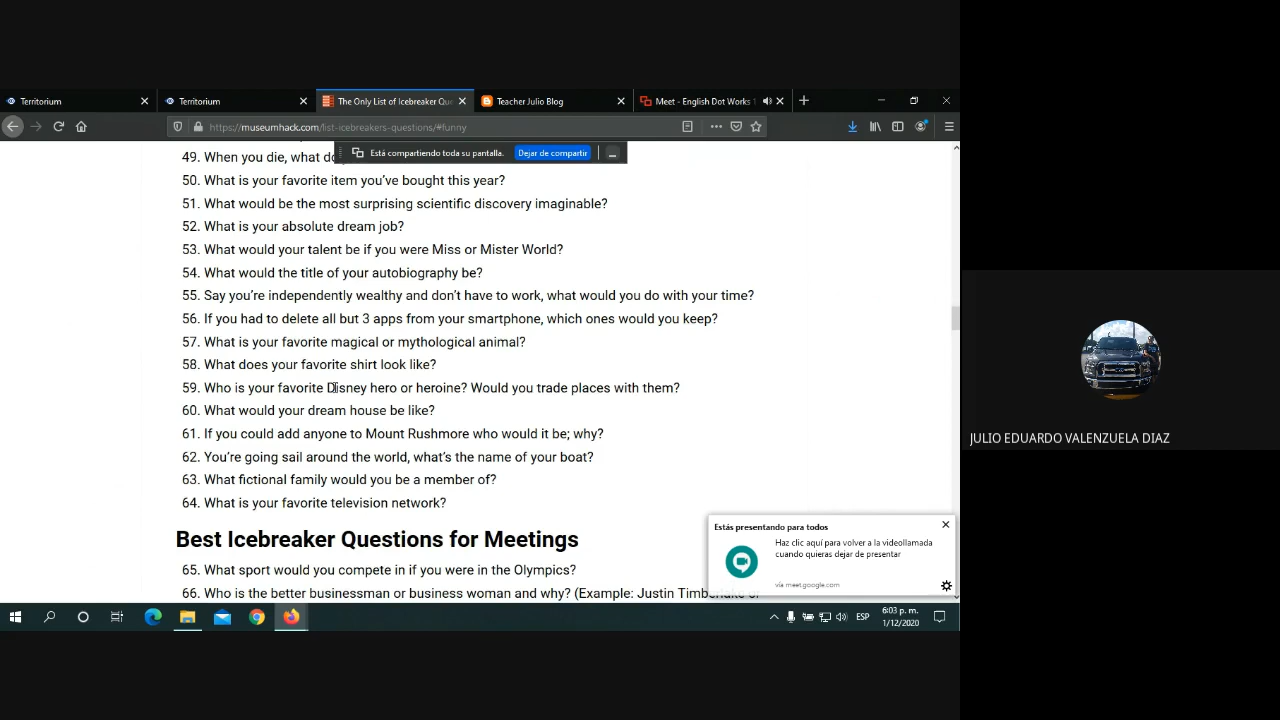 Territorium
Territorium
The Only List of Icebreaker Que
Teacher Julio Blog
Meet - English Dot Works 1
https://museumhack.com/list-icebreakers-questions/#funny
Está compartiendo toda su pantalla.
Dejar de compartir
49. When you die, what do
50. What is your favorite item you've bought this year?
51. What would be the most surprising scientific discovery imaginable?
52. What is your absolute dream job?
53. What would your talent be if you were Miss or Mister World?
54. What would the title of your autobiography be?
55. Say you're independently wealthy and don't have to work, what would you do with your time?
56. If you had to delete all but 3 apps from your smartphone, which ones would you keep?
57. What is your favorite magical or mythological animal?
58. What does your favorite shirt look like?
59. Who is your favorite Disney hero or heroine? Would you trade places with them?
60. What would your dream house be like?
61. If you could add anyone to Mount Rushmore who would it be; why?
62. You're going sail around the world, what's the name of your boat?
63. What fictional family would you be a member of?
64. What is your favorite television network?
Best Icebreaker Questions for Meetings
65. What sport would you compete in if you were in the Olympics?
66. Who is the better businessman or business woman and why? (Example: Justin Timberlake or
Estás presentando para todos
Haz clic aquí para volver a la videollamada
cuando quieras dejar de presentar
vía meet.google.com
ESP
6:03 p. m.
1/12/2020
JULIO EDUARDO VALENZUELA DIAZ